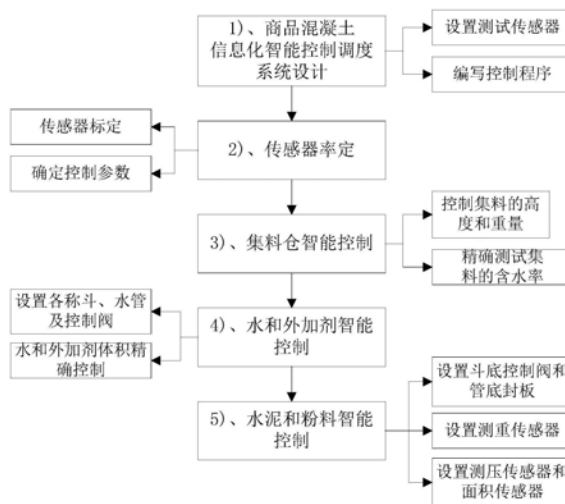 1)、商品混凝土
信息化智能控制调度
系统设计
设置测试传感器
编写控制程序
传感器标定
确定控制参数
2)、传感器率定
控制集料的高
度和重量
3)、集料仓智能控制
精确测试集
料的含水率
设置各称斗、水管
及控制阀
水和外加剂体积精
确控制
4)、水和外加剂智能
控制
设置斗底控制阀和
管底封板
5)、水泥和粉料智能
控制
设置测重传感器
设置测压传感器和
面积传感器